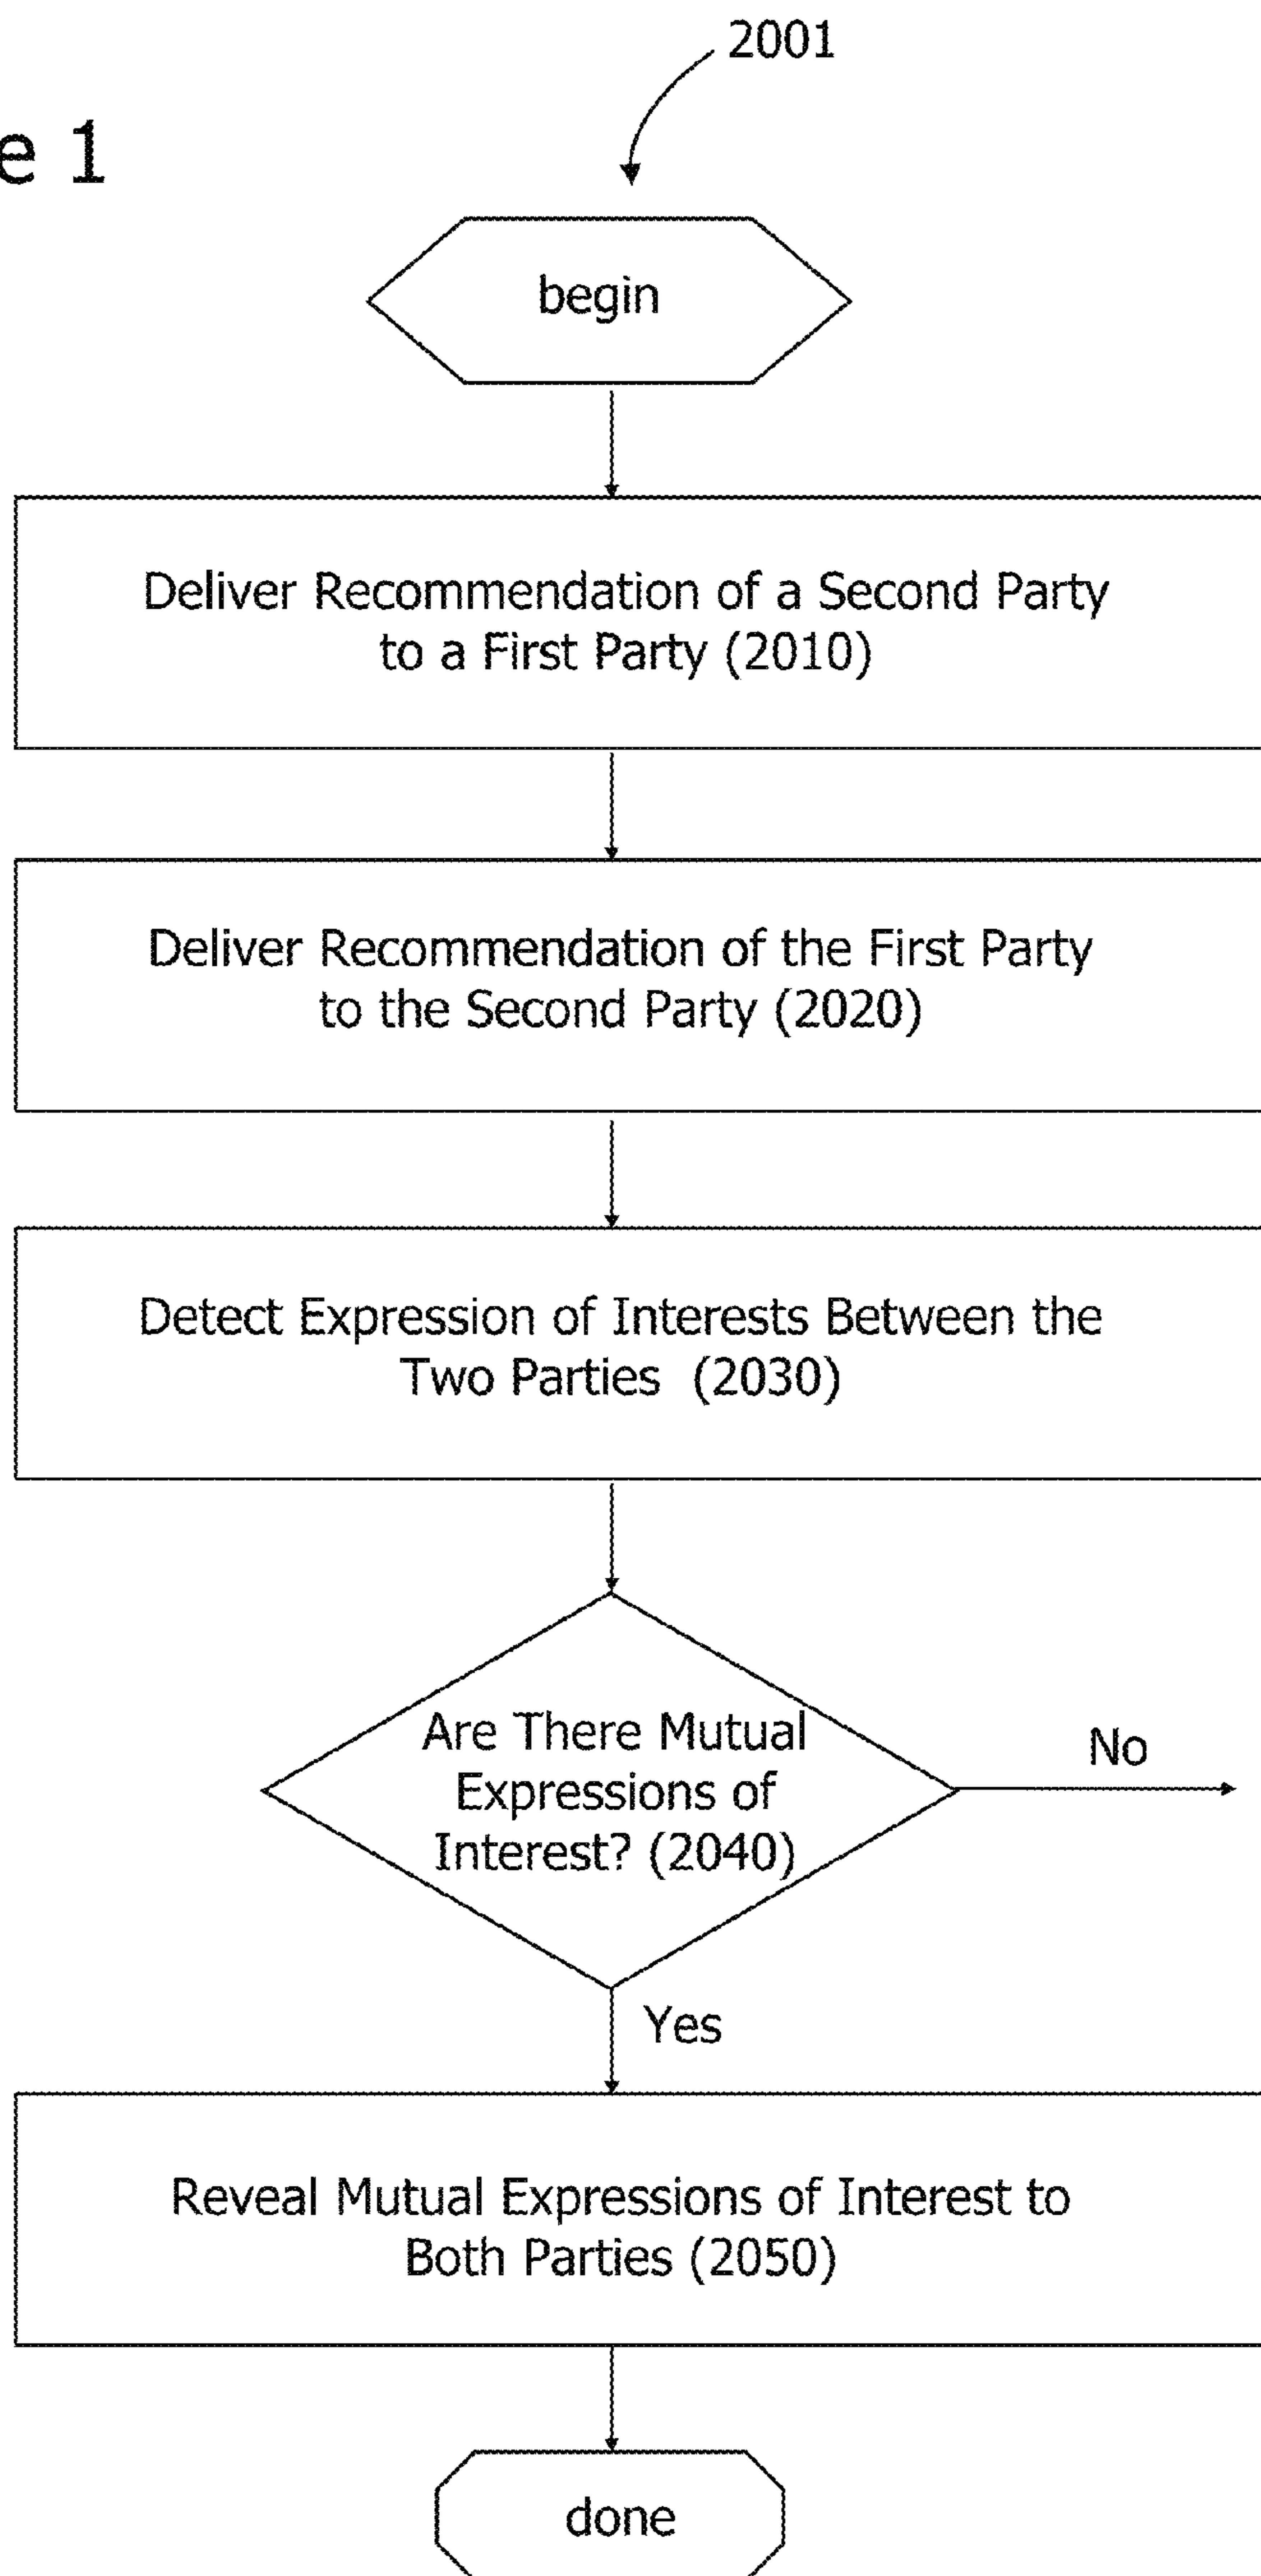 2001
e 1
begin
Deliver Recommendation of a Second Party
to a First Party (2010)
Deliver Recommendation of the First Party
to the Second Party (2020)
Detect Expression of Interests Between the
Two Parties (2030)
Are There Mutual
Expressions of
Interest? (2040)
No
Yes
Reveal Mutual Expressions of Interest to
Both Parties (2050)
done